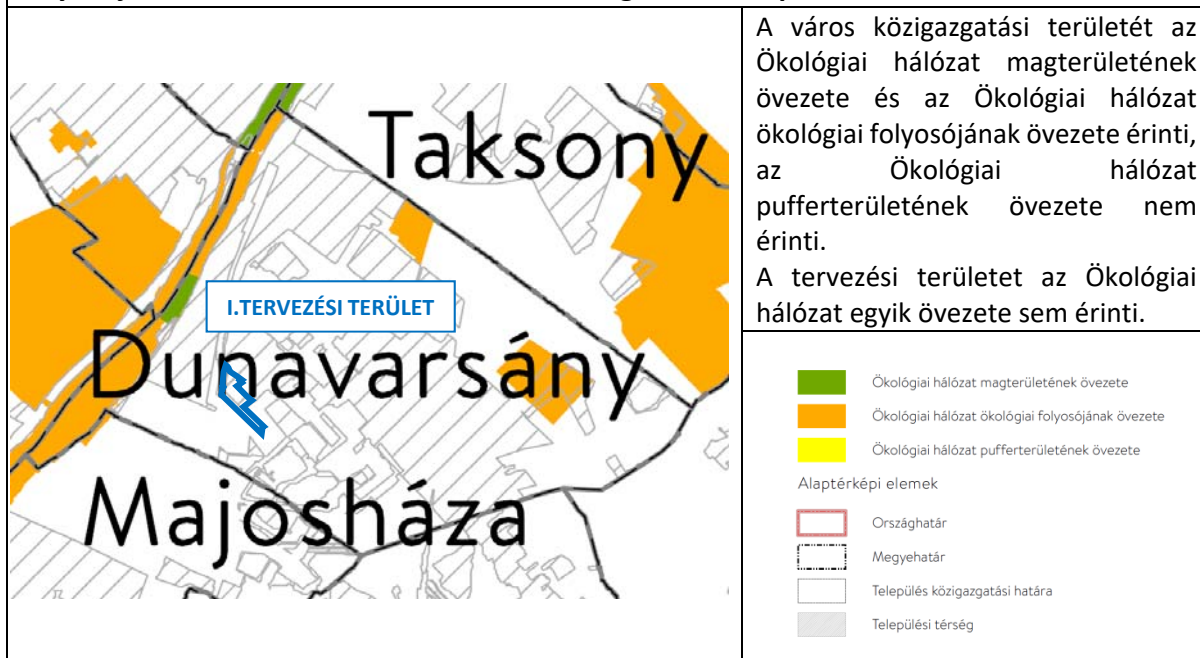 A város közigazgatási területét az
Ökológiai hálózat magterületének
övezete és az Ökológiai hálózat
ökológiai folyosójának övezete érinti,
az Ökológiai hálózat
pufferterületének övezete nem
érinti.
A tervezési területet az Ökológiai
hálózat egyik övezete sem érinti.
Taksony
I.TERVEZÉSI TERÜLET
Dunavarsány
Majosháza
Ökológiai hálózat magterületének övezete
Ökológiai hálózat ökológiai folyosójának övezete
Ökológiai hálózat pufferterületének övezete
Alaptérképi elemek
Országhatár
Megyehatár
Település közigazgatási határa
Települési térség